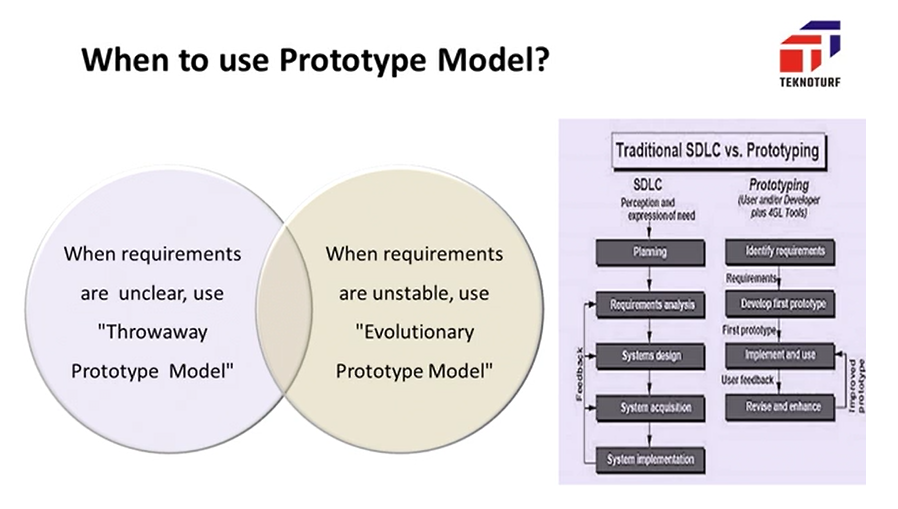 When to use Prototype Model?
TEKNOTURF
When requirements
are unclear, use
"Throwaway
Prototype Model"
When requirements
are unstable, use
"Evolutionary
Prototype Model"
Traditional SDLC vs. Prototyping
SDLC
Perception and
expression of need
Planning
Requirements analysis
Systems design
System acquisition
System implementation
Feedback
Prototyping
(User and/or Developer
plus 4GL Tools)
Identify requirements
Requirements
Develop first prototype
First prototype
Implement and use
User feedback
Revise and enhance
Improved
prototype